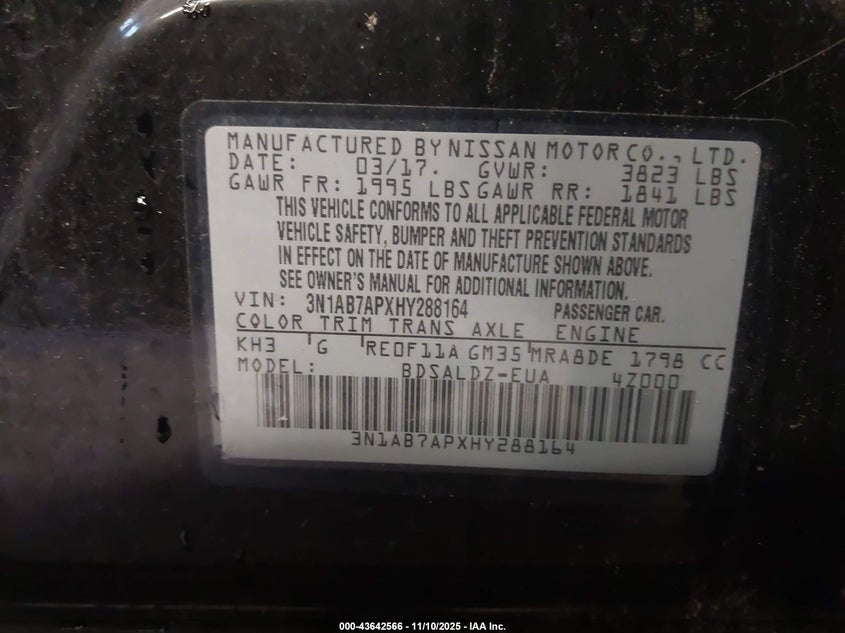 MANUFACTURED BY NISSAN MOTOR CO., LTD.
DATE: 03/17. GVWR: 3823 LBS
GAWR FR: 1995 LBS GAWR RR: 1841 LBS
THIS VEHICLE CONFORMS TO ALL APPLICABLE FEDERAL MOTOR
VEHICLE SAFETY, BUMPER AND THEFT PREVENTION STANDARDS
IN EFFECT ON THE DATE OF MANUFACTURE SHOWN ABOVE.
SEE OWNER'S MANUAL FOR ADDITIONAL INFORMATION.
VIN: 3N1AB7APXHY288164 PASSENGER CAR.
COLOR TRIM TRANS AXLE ENGINE
KH3 G RE0F11A GM35 MRA8DE 1798 CC
MODEL: BDSALDZ-EUA 4Z000
3N1AB7APXHY288164
000-43642566 - 11/10/2025 - IAA Inc.